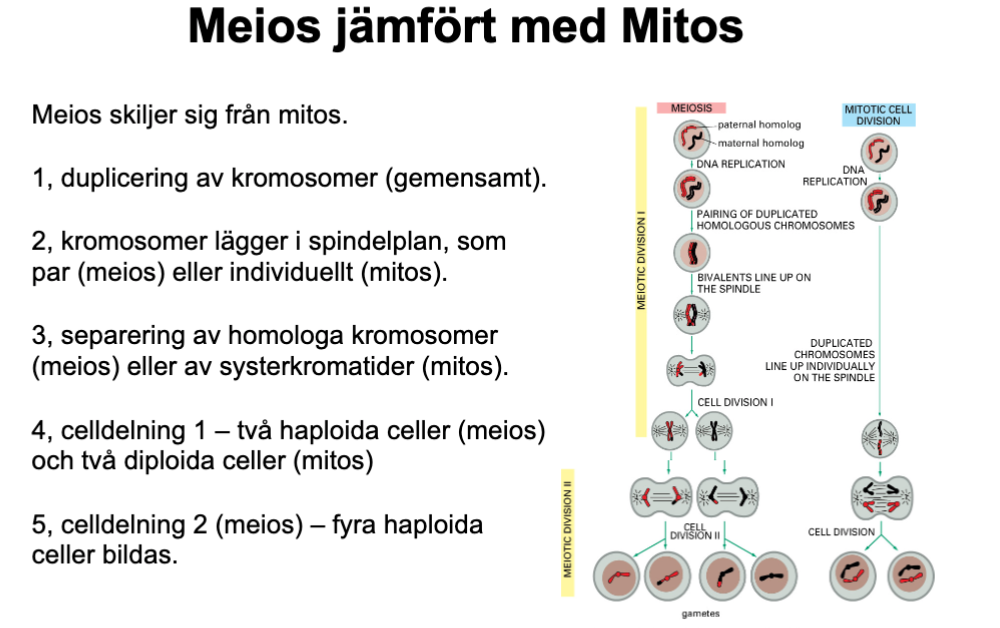 Meios jämfört med Mitos
Meios skiljer sig från mitos.
1, duplicering av kromosomer (gemensamt).
2, kromosomer lägger i spindelplan, som
par (meios) eller individuellt (mitos).
3, separering av homologa kromosomer
(meios) eller av systerkromatider (mitos).
4, celldelning 1 – två haploida celler (meios)
och två diploida celler (mitos)
5, celldelning 2 (meios) – fyra haploida
celler bildas.
MEIOTIC DIVISION I
MEIOTIC DIVISION II
MEIOSIS
paternal homolog
maternal homolog
DNA REPLICATION
PAIRING OF DUPLICATED
HOMOLOGOUS CHROMOSOMES
BIVALENTS LINE UP ON
THE SPINDLE
CELL DIVISION I
CELL
DIVISION II
gametes
MITOTIC CELL
DIVISION
DNA
REPLICATION
DUPLICATED
CHROMOSOMES
LINE UP INDIVIDUALLY
ON THE SPINDLE
CELL DIVISION